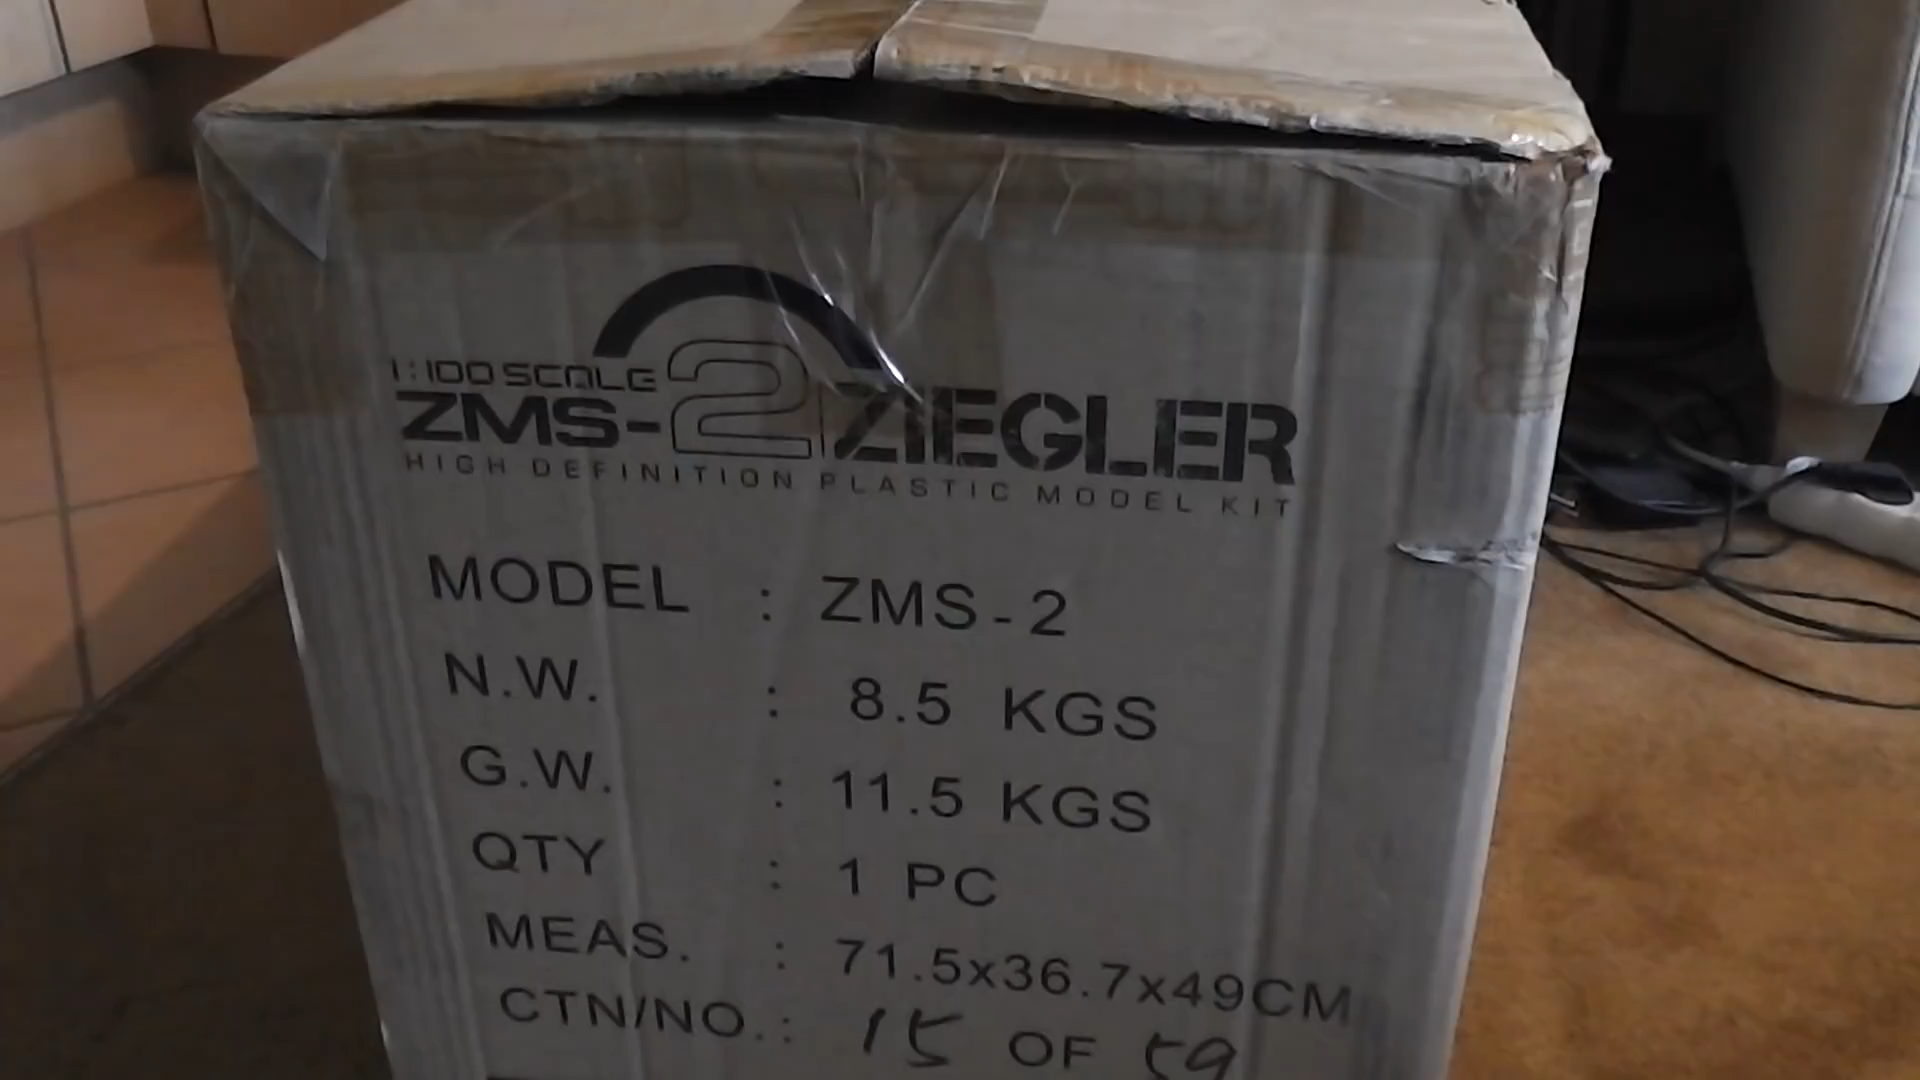 1:100 SCALE
ZMS-2 ZIEGLER
HIGH DEFINITION PLASTIC MODEL KIT
MODEL : ZMS-2
N.W. : 8.5 KGS
G.W. : 11.5 KGS
QTY : 1 PC
MEAS. : 71.5x36.7x49CM
CTN/NO.: 15 OF 59